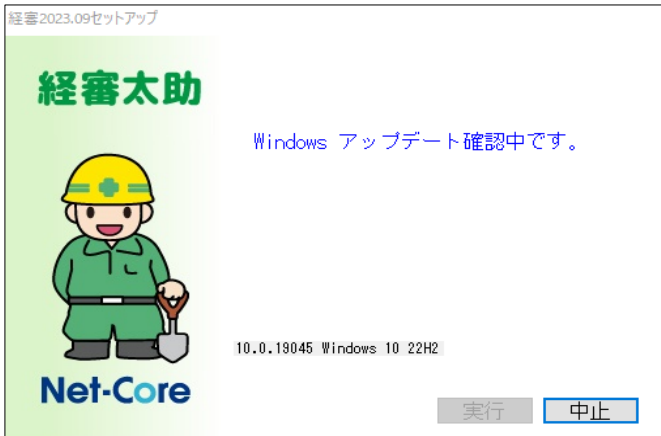 経審2023.09セットアップ
経審太助
Windows アップデート確認中です。
10.0.19045 Windows 10 22H2
Net-Core
実行
中止